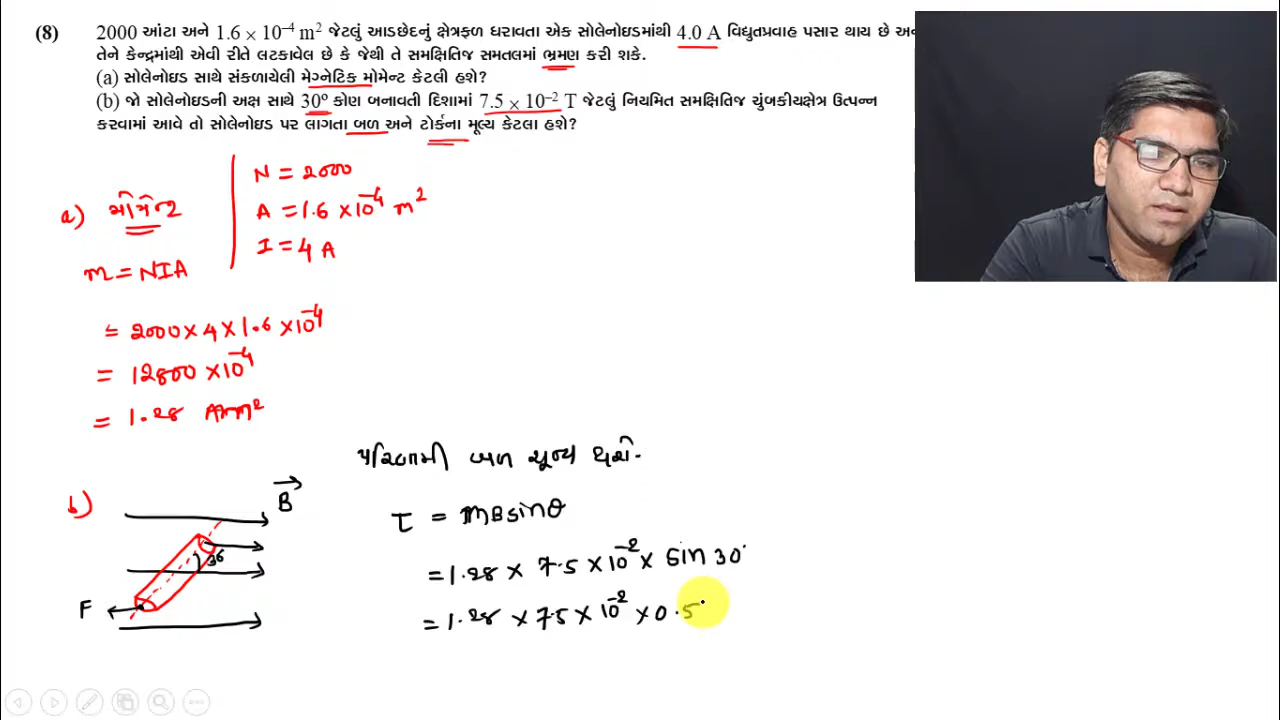 (8) 2000 આંટા અને 1.6 × 10⁻⁴ m² જેટલું આડછેદનું ક્ષેત્રફળ ધરાવતા એક સોલેનોઇડમાંથી 4.0 A વિદ્યુતપ્રવાહ પસાર થાય છે
તેને કેન્દ્રમાંથી એવી રીતે લટકાવેલ છે કે જેથી તે સમક્ષિતિજ સમતલમાં ભ્રમણ કરી શકે.
(a) સોલેનોઇડ સાથે સંકળાયેલી મેગ્નેટિક મોમેન્ટ કેટલી હશે?
(b) જો સોલેનોઇડની અક્ષ સાથે 30º કોણ બનાવતી દિશામાં 7.5 × 10⁻² T જેટલું નિયમિત સમક્ષિતિજ ચુંબકીયક્ષેત્ર ઉત્પન્ન
કરવામાં આવે તો સોલેનોઇડ પર લાગતા બળ અને ટોર્કના મૂલ્ય કેટલા હશે?
N = 2000
A = 1.6 × 10⁻⁴ m²
I = 4 A
a)
m = NIA
= 2000 × 4 × 1.6 × 10⁻⁴
= 12800 × 10⁻⁴
= 1.28 Am²
પરિણામી બળ શૂન્ય થશે.
b)
B
30
F
τ = mBsinθ
= 1.28 × 7.5 × 10⁻² × sin 30°
= 1.28 × 7.5 × 10⁻² × 0.5